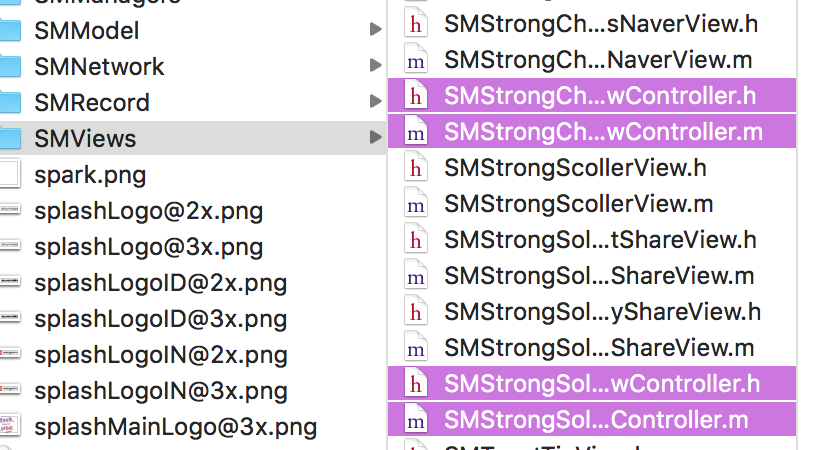 SMManagers
SMModel
SMNetwork
SMRecord
SMViews
spark.png
splashLogo@2x.png
splashLogo@3x.png
splashLogoID@2x.png
splashLogoID@3x.png
splashLogoIN@2x.png
splashLogoIN@3x.png
splashMainLogo@3x.png
h SMStrongCh...sNaverView.h
m SMStrongCh...NaverView.m
h SMStrongCh...wController.h
m SMStrongCh...wController.m
h SMStrongScollerView.h
m SMStrongScollerView.m
h SMStrongSol...tShareView.h
m SMStrongSol...ShareView.m
h SMStrongSol...yShareView.h
m SMStrongSol...ShareView.m
h SMStrongSol...wController.h
m SMStrongSol...Controller.m